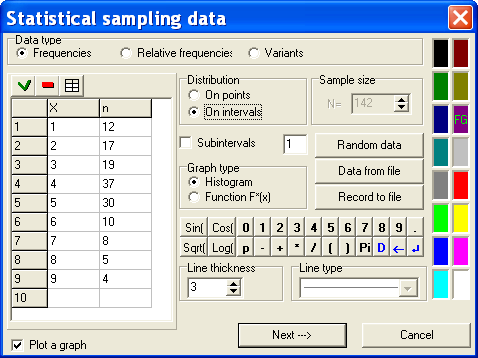 Statistical sampling data
Data type
Frequencies Relative frequencies Variants
X n
1 1 12
2 2 17
3 3 19
4 4 37
5 5 30
6 6 10
7 7 8
8 8 5
9 9 4
10
Distribution
On points
On intervals
Sample size
N= 142
Subintervals 1
Random data
Graph type
Histogram
Function F*(x)
Data from file
Record to file
FG
Sin( Cos( 0 1 2 3 4 5 6 7 8 9 .
Sqrt( Log( p - + * / ( ) Pi D ← ↵
Line thickness
3
Line type
Plot a graph
Next ---> Cancel